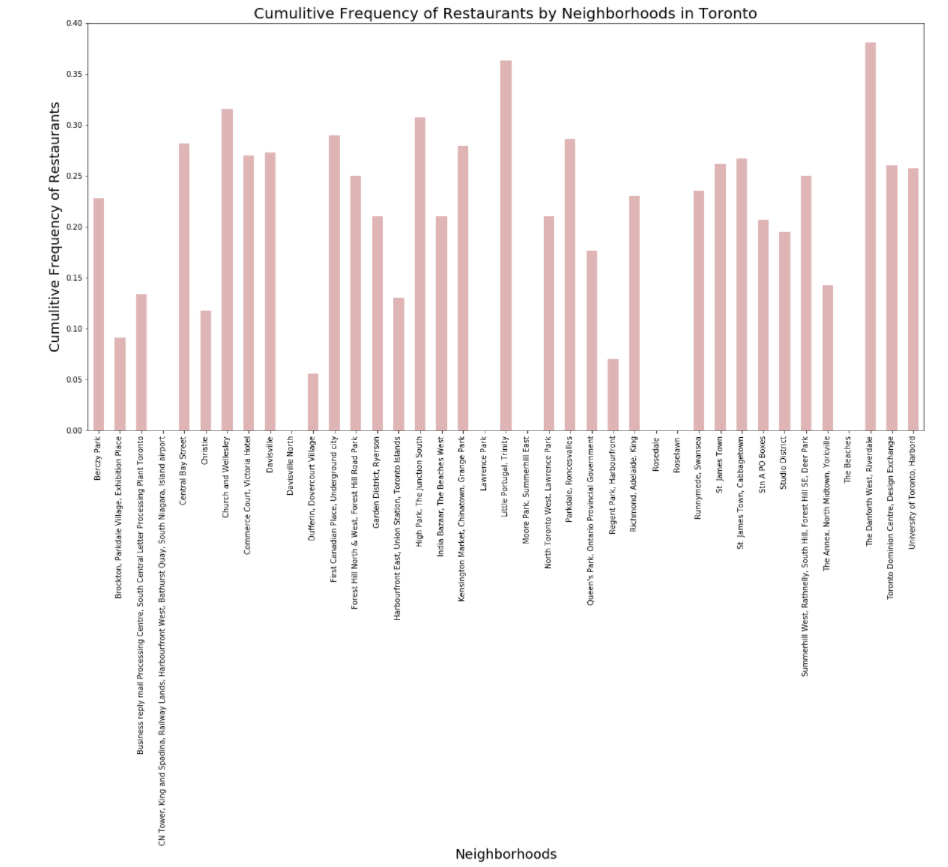 Cumulitive Frequency of Restaurants by Neighborhoods in Toronto
Cumulitive Frequency of Restaurants
0.40
0.35
0.30
0.25
0.20
0.15
0.10
0.05
0.00
Berczy Park
Brockton, Parkdale Village, Exhibition Place
Business reply mail Processing Centre, South Central Letter Processing Plant Toronto
CN Tower, King and Spadina, Railway Lands, Harbourfront West, Bathurst Quay, South Niagara, Island airport
Central Bay Street
Christie
Church and Wellesley
Commerce Court, Victoria Hotel
Davisville
Davisville North
Dufferin, Dovercourt Village
First Canadian Place, Underground city
Forest Hill North & West, Forest Hill Road Park
Garden District, Ryerson
Harbourfront East, Union Station, Toronto Islands
High Park, The Junction South
India Bazaar, The Beaches West
Kensington Market, Chinatown, Grange Park
Lawrence Park
Little Portugal, Trinity
Moore Park, Summerhill East
North Toronto West, Lawrence Park
Parkdale, Roncesvalles
Queen's Park, Ontario Provincial Government
Regent Park, Harbourfront
Richmond, Adelaide, King
Rosedale
Roselawn
Runnymede, Swansea
St. James Town
St. James Town, Cabbagetown
Stn A PO Boxes
Studio District
Summerhill West, Rathnelly, South Hill, Forest Hill SE, Deer Park
The Annex, North Midtown, Yorkville
The Beaches
The Danforth West, Riverdale
Toronto Dominion Centre, Design Exchange
University of Toronto, Harbord
Neighborhoods